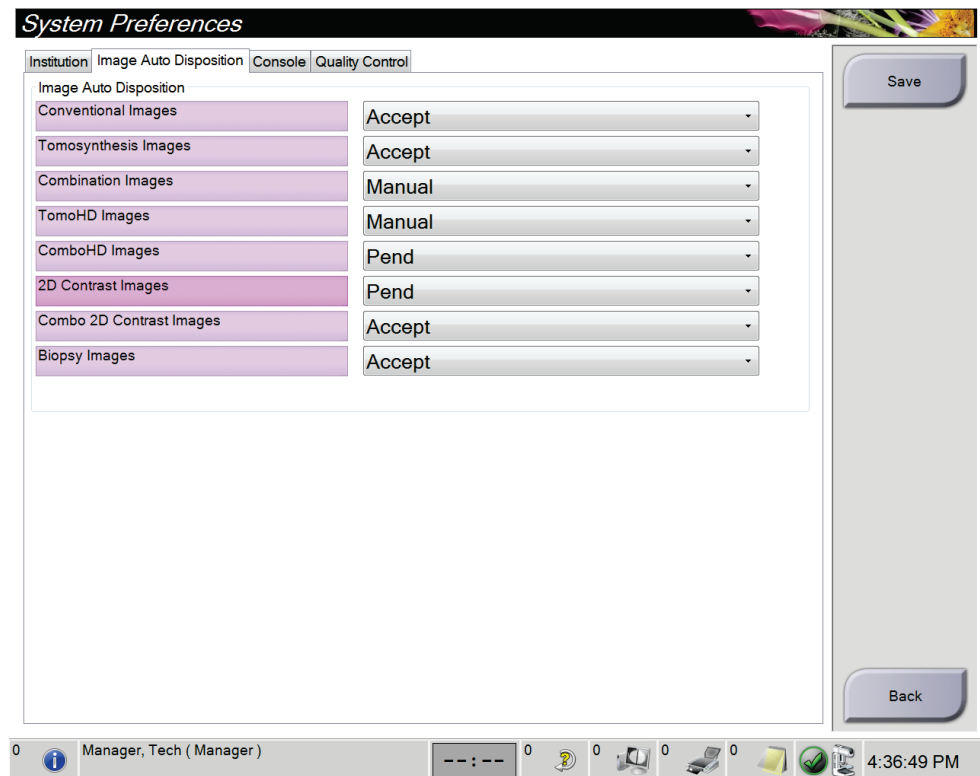 System Preferences
Institution Image Auto Disposition Console Quality Control
Save
Image Auto Disposition
Conventional Images Accept
Tomosynthesis Images Accept
Combination Images Manual
TomoHD Images Manual
ComboHD Images Pend
2D Contrast Images Pend
Combo 2D Contrast Images Accept
Biopsy Images Accept
Back
0 Manager, Tech ( Manager ) --:-- 0 0 0 0 4:36:49 PM